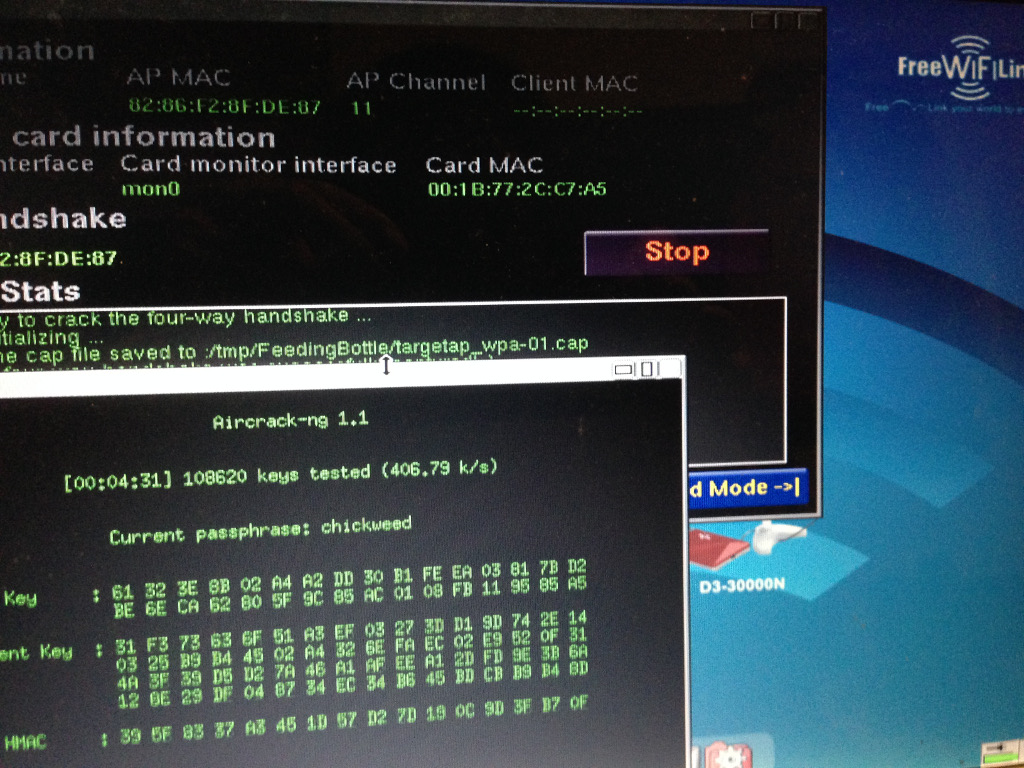 mation
FreeWiFiLin
ne AP MAC AP Channel Client MAC
82:86:F2:8F:DE:87 11 --:--:--:--:--:--
card information
nterface Card monitor interface Card MAC
mon0 00:1B:77:2C:C7:A5
ndshake
2:8F:DE:87
Stop
Stats
y to crack the four-way handshake ...
itializing ...
he cap file saved to :/tmp/FeedingBottle/targetap_wpa-01.cap
Aircrack-ng 1.1
[00:04:31] 108620 keys tested (406.79 k/s)
d Mode ->|
Current passphrase: chickweed
D3-30000N
Key : 61 32 3E 8B 02 A4 A2 DD 30 B1 FE EA 03 81 7B D2
BE 6E CA 62 80 5F 9C 85 AC 01 08 FB 11 95 85 A5
ent Key : 31 F3 73 63 6F 51 A3 EF 03 27 3D D1 9D 74 2E 14
03 25 B9 B4 45 02 A4 32 6E FA EC 02 E9 52 0F 31
4A 3F 39 D5 D2 7A 46 A1 AF EE A1 2D FD 9E 3B 6A
12 8E 29 DF 04 87 34 EC 34 B6 45 BD CB B9 B4 8D
HMAC : 39 5F 83 37 A3 45 1D 57 D2 7D 19 0C 9D 3F B7 0F